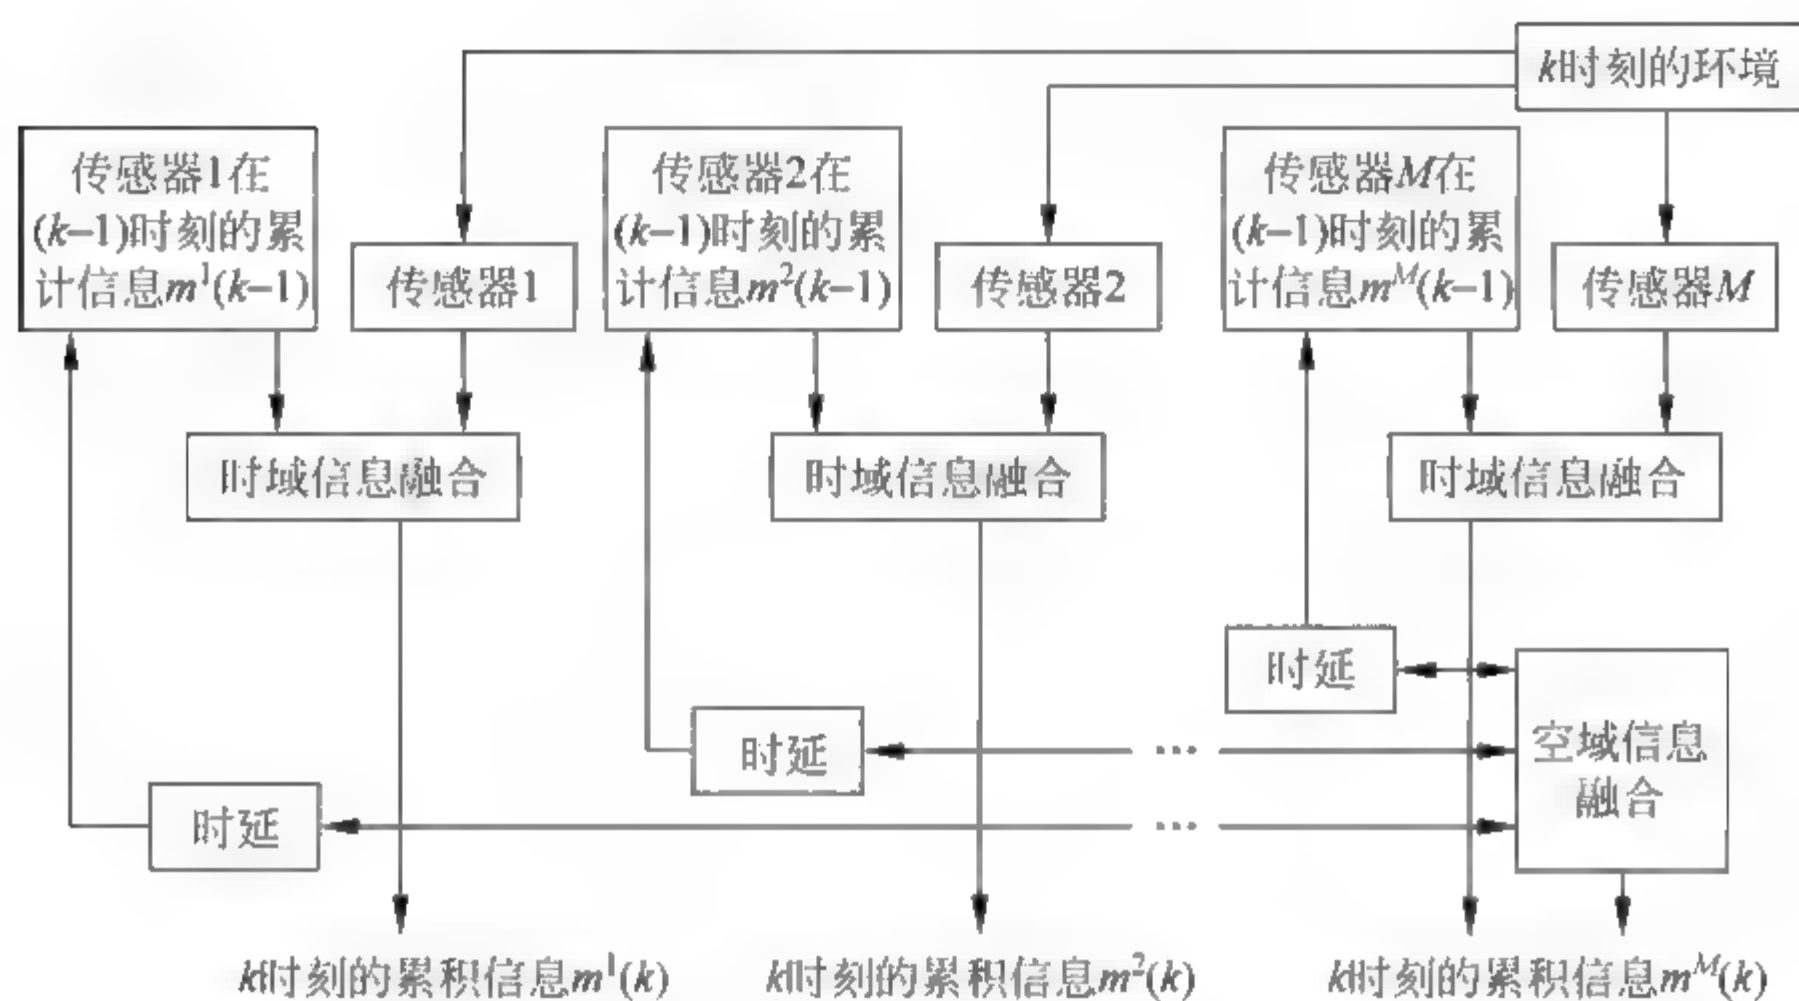 k时刻的环境
传感器1在
(k−1)时刻的累
计信息m¹(k−1)
传感器1
传感器2在
(k−1)时刻的累
计信息m²(k−1)
传感器2
传感器M在
(k−1)时刻的累
计信息mᴹ(k−1)
传感器M
时域信息融合
时域信息融合
时域信息融合
时延
时延
…
时延
…
空域信息
融合
k时刻的累积信息m¹(k)
k时刻的累积信息m²(k)
k时刻的累积信息mᴹ(k)